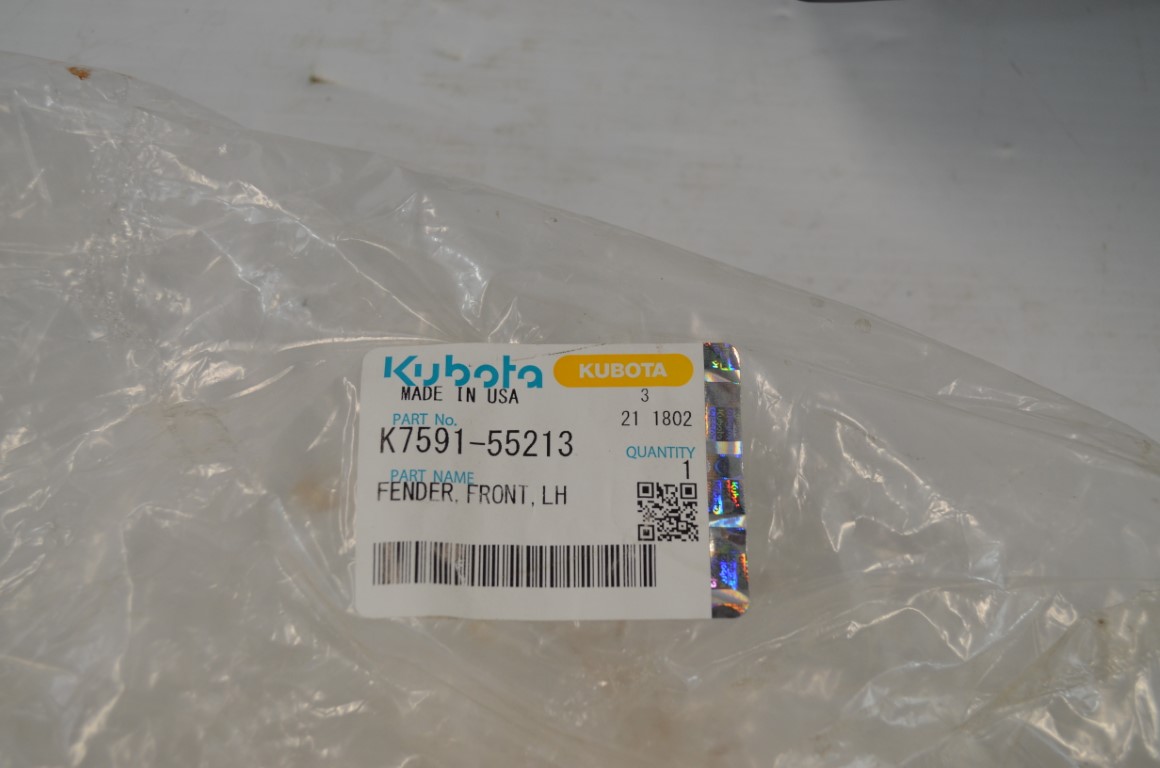 Kubota KUBOTA
MADE IN USA 3
PART No. 21 1802
K7591-55213
QUANTITY
1
PART NAME
FENDER, FRONT, LH